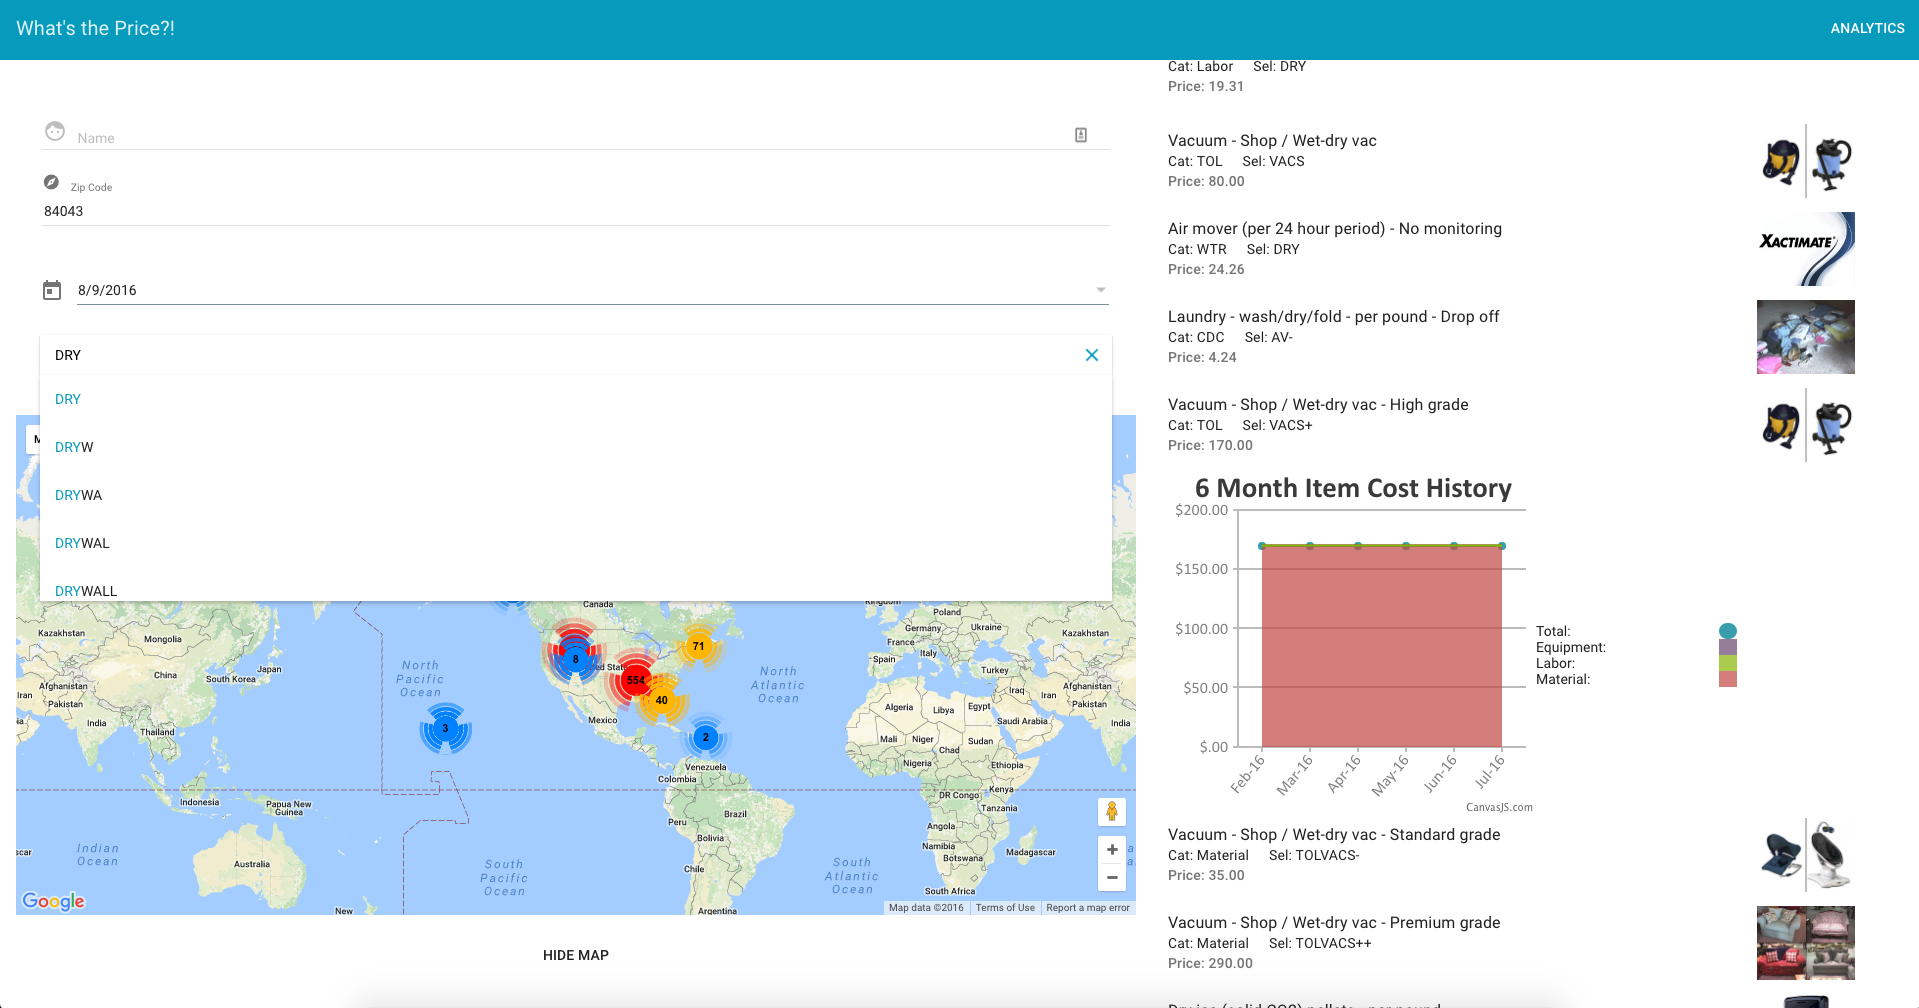 What's the Price?!
ANALYTICS
Name
Zip Code
84043
8/9/2016
DRY
DRY
DRYW
DRYWA
DRYWAL
DRYWALL
M
Canada
Kingdom
Poland
Kazakhstan
Mongolia
Germany
Ukraine
Kazakhstan
71
8
France
Italy
ted States
North
Pacific
Ocean
North
Atlantic
Ocean
Spain
Turkey
Japan
China
South Korea
554
Afghanistan
Iran
Iraq
Iran
Afghanistan
Pakistan
Pakistan
40
Algeria
Libya
Egypt
India
Mexico
Saudi Arabia
India
Thailand
3
2
Mali
Niger
Sudan
Chad
Venezuela
Nigeria
Ethiopia
Colombia
Kenya
DR Congo
Indonesia
Papua New
Guinea
Tanzania
Brazil
Peru
Angola
Bolivia
Namibia
Indian
Ocean
Botswana
Madagascar
scar
Australia
South
Pacific
Ocean
Chile
South
Atlantic
Ocean
South Africa
Google
New
Argentina
Map data ©2016
Terms of Use
Report a map error
HIDE MAP
Cat: Labor Sel: DRY
Price: 19.31
Vacuum - Shop / Wet-dry vac
Cat: TOL Sel: VACS
Price: 80.00
Air mover (per 24 hour period) - No monitoring
Cat: WTR Sel: DRY
Price: 24.26
XACTIMATE
Laundry - wash/dry/fold - per pound - Drop off
Cat: CDC Sel: AV-
Price: 4.24
Vacuum - Shop / Wet-dry vac - High grade
Cat: TOL Sel: VACS+
Price: 170.00
6 Month Item Cost History
$200.00
$150.00
$100.00
$50.00
$.00
Feb-16
Mar-16
Apr-16
May-16
Jun-16
Jul-16
Total:
Equipment:
Labor:
Material:
CanvasJS.com
Vacuum - Shop / Wet-dry vac - Standard grade
Cat: Material Sel: TOLVACS-
Price: 35.00
Vacuum - Shop / Wet-dry vac - Premium grade
Cat: Material Sel: TOLVACS++
Price: 290.00